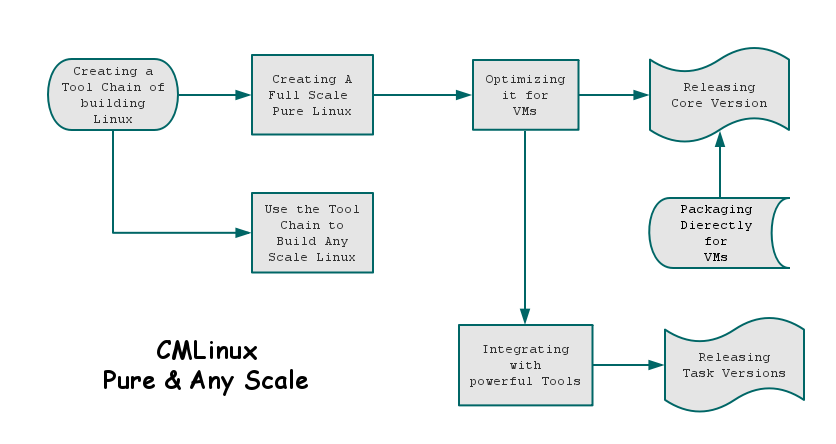 Creating a
Tool Chain of
building
Linux
Creating A
Full Scale
Pure Linux
Optimizing
it for
VMs
Releasing
Core Version
Use the Tool
Chain to
Build Any
Scale Linux
Packaging
Dierectly
for
VMs
Integrating
with
powerful Tools
Releasing
Task Versions
CMLinux
Pure & Any Scale